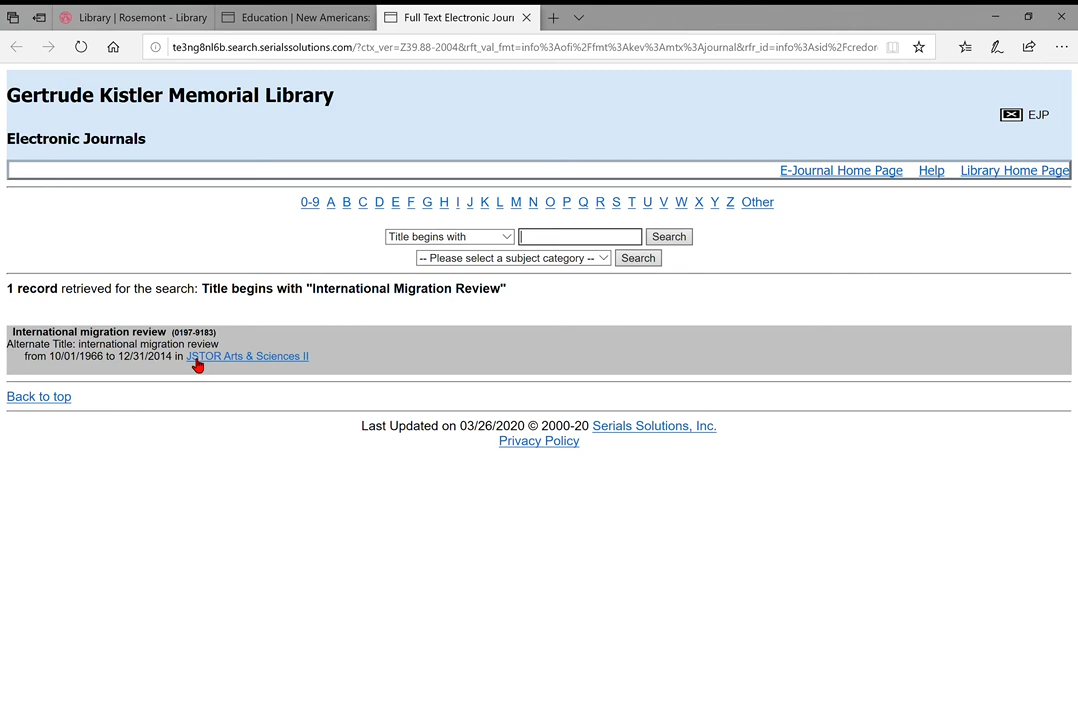 Library | Rosemont - Library
Education | New Americans:
Full Text Electronic Jour
te3ng8nl6b.search.serialssolutions.com/?ctx_ver=Z39.88-2004&rft_val_fmt=info%3Aofi%2Ffmt%3Akev%3Amtx%3Ajournal&rfr_id=info%3Asid%2Fcredor
Gertrude Kistler Memorial Library
EJP
Electronic Journals
E-Journal Home Page Help Library Home Page
0-9 A B C D E F G H I J K L M N O P Q R S T U V W X Y Z Other
Title begins with Search
-- Please select a subject category -- Search
1 record retrieved for the search: Title begins with "International Migration Review"
International migration review (0197-9183)
Alternate Title: international migration review
from 10/01/1966 to 12/31/2014 in JSTOR Arts & Sciences II
Back to top
Last Updated on 03/26/2020 © 2000-20 Serials Solutions, Inc.
Privacy Policy